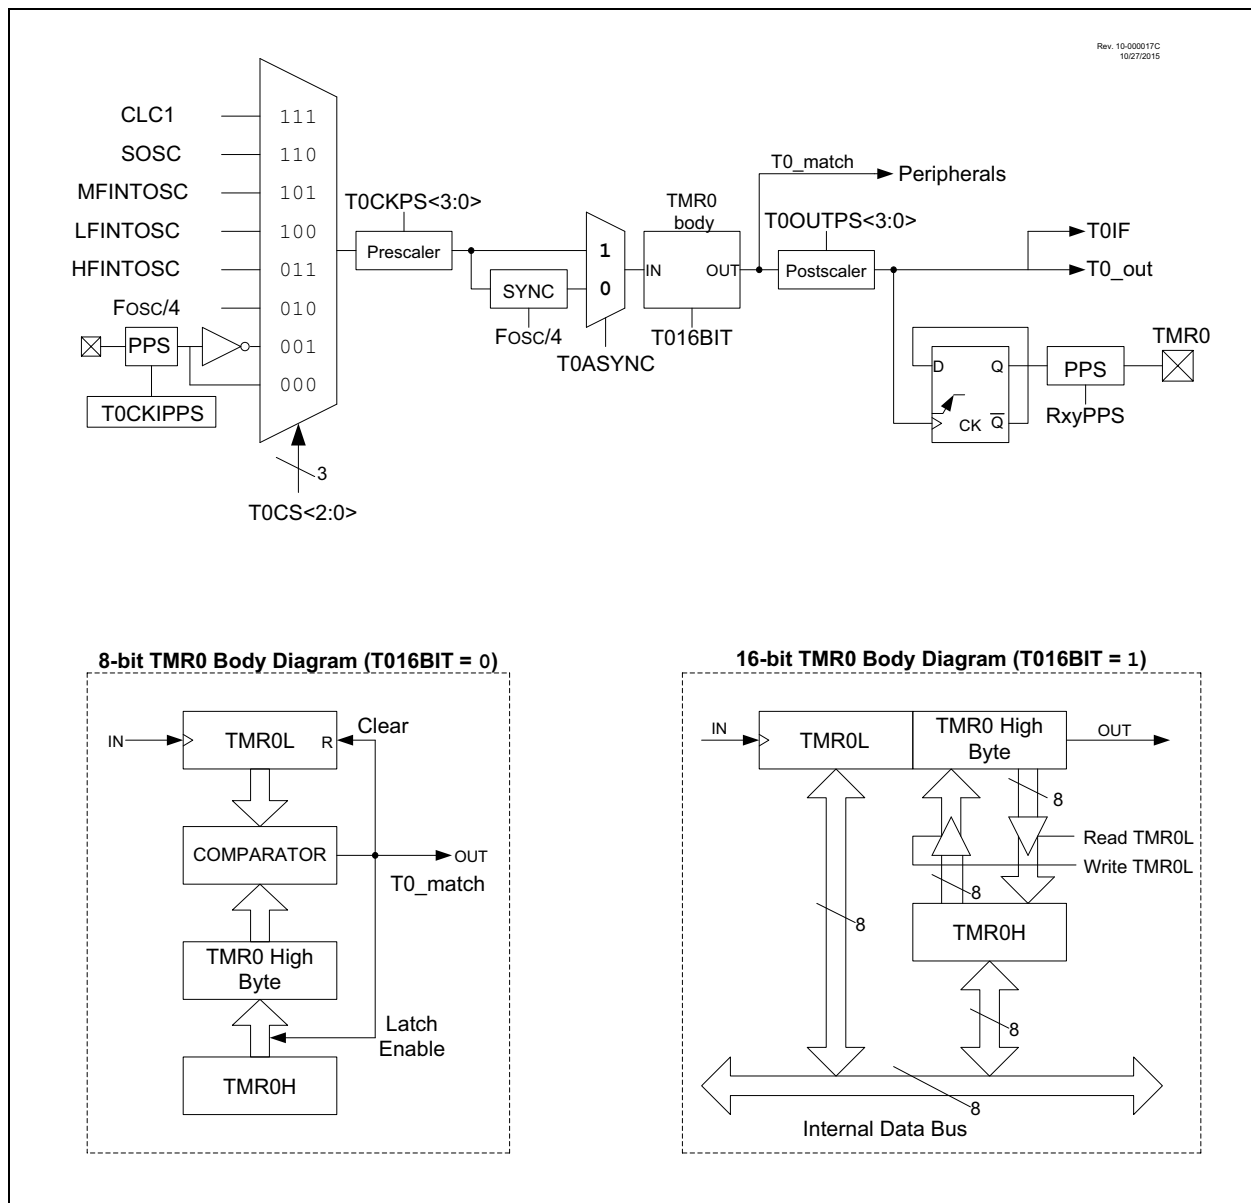 Rev. 10-000017C
10/27/2015
CLC1
111
SOSC
110
MFINTOSC
101
LFINTOSC
100
HFINTOSC
011
FOSC/4
010
PPS
001
000
T0CKIPPS
3
T0CS<2:0>
T0CKPS<3:0>
Prescaler
SYNC
FOSC/4
1
0
T0ASYNC
TMR0
body
IN
OUT
T016BIT
T0_match
Peripherals
T0OUTPS<3:0>
Postscaler
T0IF
T0_out
D
Q
CK
Q
PPS
RxyPPS
TMR0
8-bit TMR0 Body Diagram (T016BIT = 0)
IN
TMR0L
R
Clear
COMPARATOR
OUT
T0_match
TMR0 High
Byte
Latch
Enable
TMR0H
16-bit TMR0 Body Diagram (T016BIT = 1)
IN
TMR0L
TMR0 High
Byte
OUT
8
Read TMR0L
Write TMR0L
8
8
TMR0H
8
8
Internal Data Bus